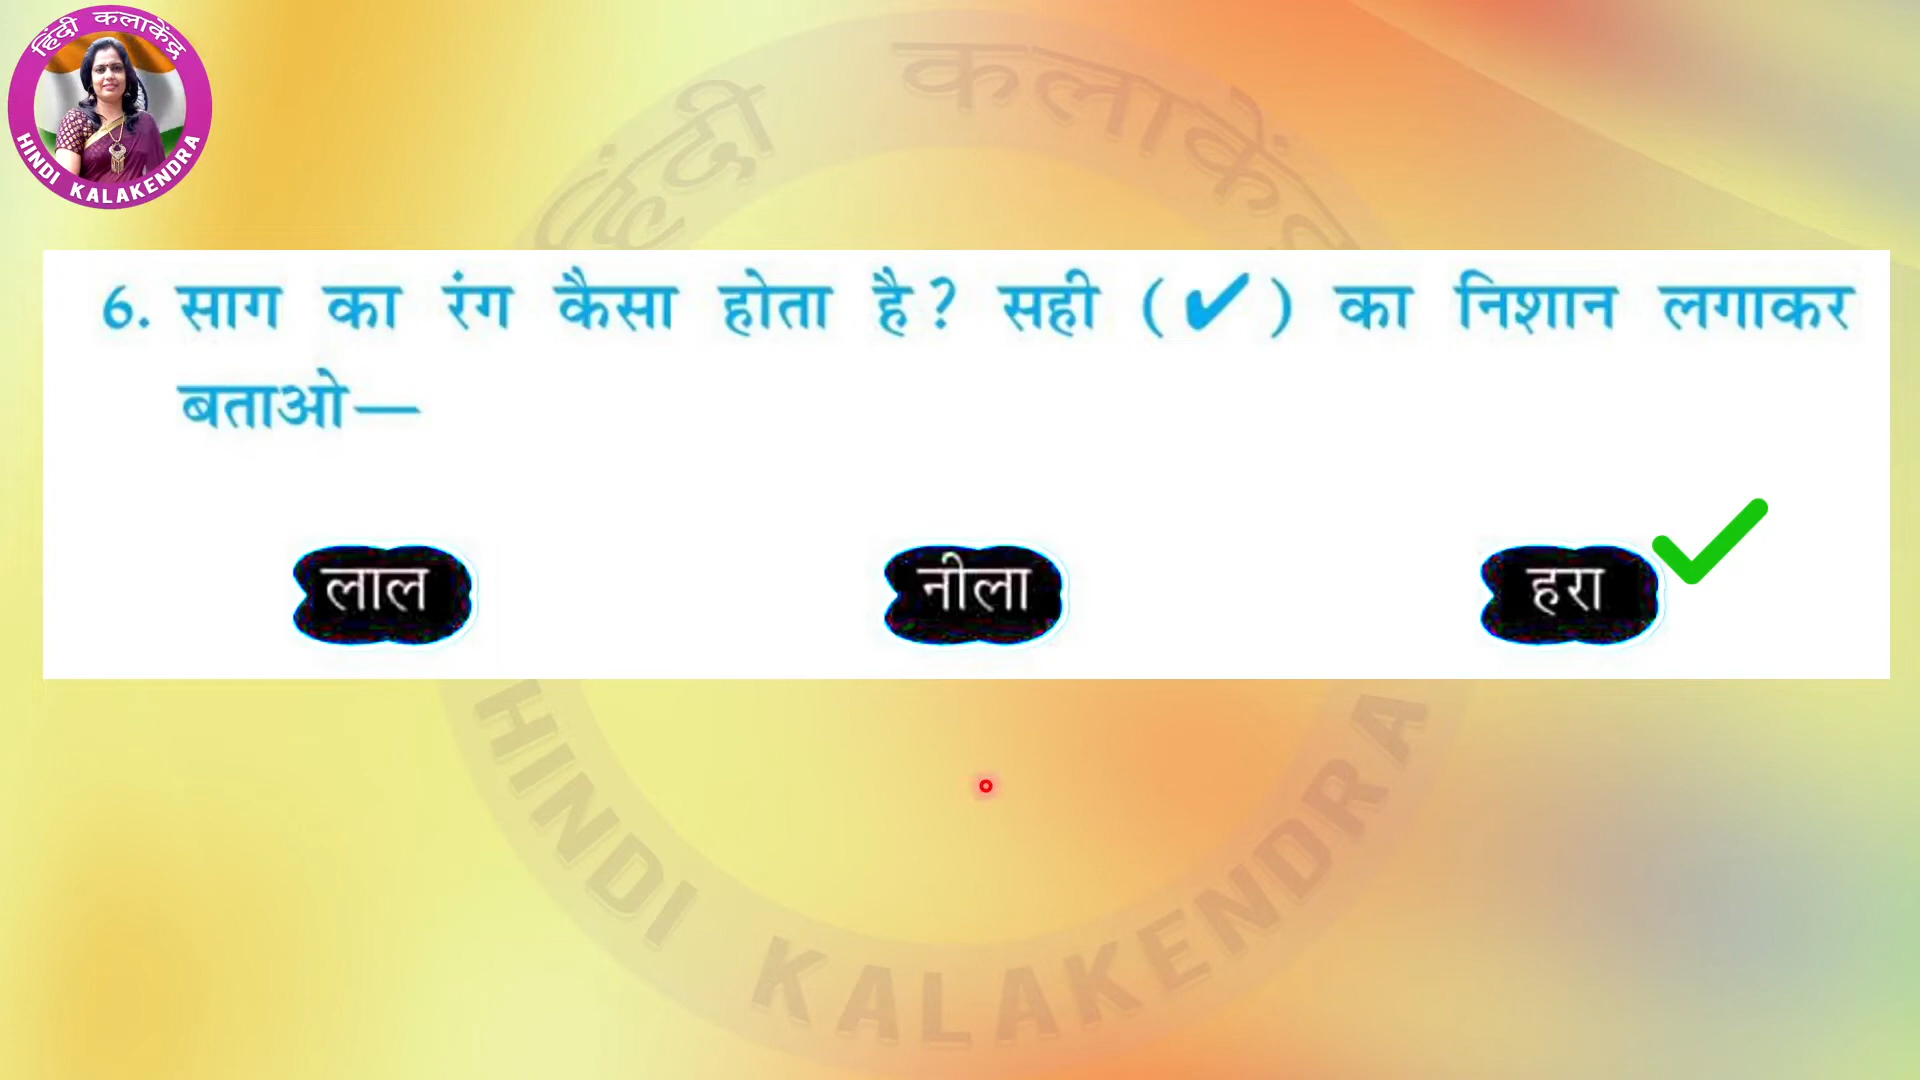 हिंदी कलाकेंद्र
HINDI KALAKENDRA
हिंदी कलाकेंद्र
6. साग का रंग कैसा होता है? सही (✔) का निशान लगाकर
बताओ—
लाल नीला हरा
HINDI KALAKENDRA